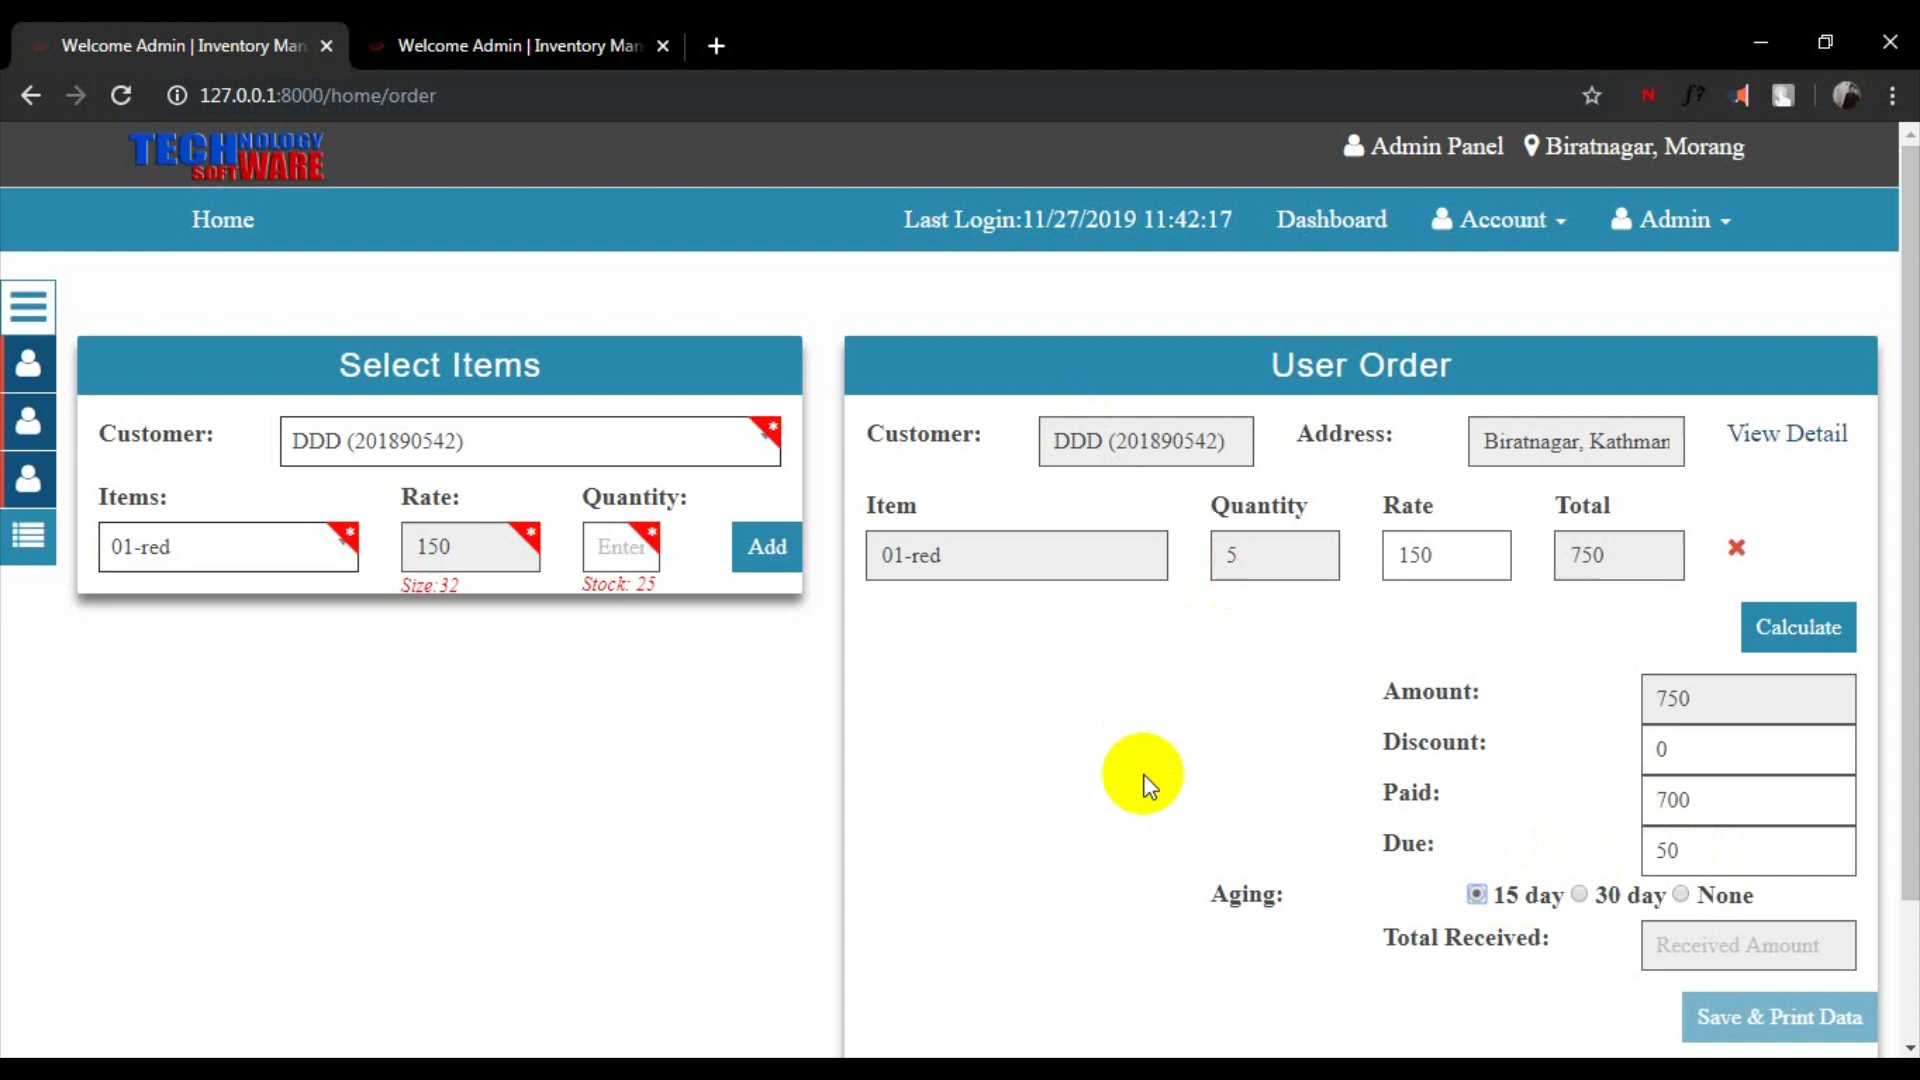 Welcome Admin | Inventory Man
Welcome Admin | Inventory Man
127.0.0.1:8000/home/order
TECHNOLOGY
SOFTWARE
Admin Panel Biratnagar, Morang
Home Last Login:11/27/2019 11:42:17 Dashboard Account Admin
Select Items
Customer: DDD (201890542) *
Items: Rate: Quantity:
01-red * 150 * Enter * Add
Size:32 Stock: 25
User Order
Customer: DDD (201890542) Address: Biratnagar, Kathman View Detail
Item Quantity Rate Total
01-red 5 150 750
Calculate
Amount: 750
Discount: 0
Paid: 700
Due: 50
Aging: 15 day 30 day None
Total Received: Received Amount
Save & Print Data